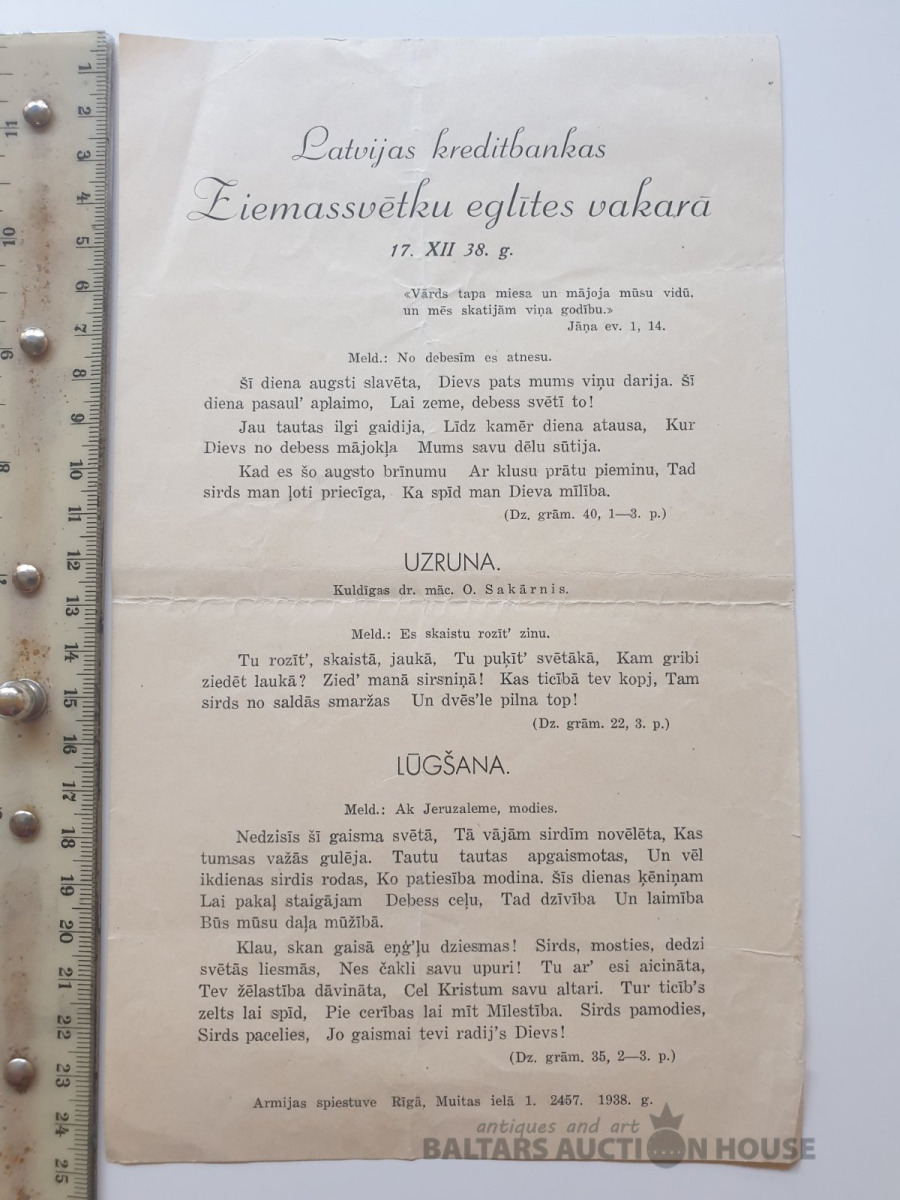 Latvijas kreditbankas
Ziemassvētku eglītes vakarā
17. XII 38. g.
«Vārds tapa miesa un mājoja mūsu vidū,
un mēs skatijām viņa godību.»
Jāņa ev. 1, 14.
Meld.: No debesīm es atnesu.
Šī diena augsti slavēta, Dievs pats mums viņu darija. Šī
diena pasaul' aplaimo, Lai zeme, debess svētī to!
Jau tautas ilgi gaidija, Līdz kamēr diena atausa, Kur
Dievs no debess mājokļa Mums savu dēlu sūtija.
Kad es šo augsto brīnumu Ar klusu prātu pieminu, Tad
sirds man ļoti priecīga, Ka spīd man Dieva mīlība.
(Dz. grām. 40, 1—3. p.)
UZRUNA.
Kuldīgas dr. māc. O. Sakārnis.
Meld.: Es skaistu rozīt' zinu.
Tu rozīt', skaistā, jaukā, Tu puķīt' svētākā, Kam gribi
ziedēt laukā? Zied' manā sirsniņā! Kas ticībā tev kopj, Tam
sirds no saldās smaržas Un dvēs'le pilna top!
(Dz. grām. 22, 3. p.)
LŪGŠANA.
Meld.: Ak Jeruzaleme, modies.
Nedzisīs šī gaisma svētā, Tā vājām sirdīm novēlēta, Kas
tumsas važās gulēja. Tautu tautas apgaismotas, Un vēl
ikdienas sirdis rodas, Ko patiesība modina. Šīs dienas ķēniņam
Lai pakaļ staigājam Debess ceļu, Tad dzīvība Un laimība
Būs mūsu daļa mūžībā.
Klau, skan gaisā eņģ'ļu dziesmas! Sirds, mosties, dedzi
svētās liesmās, Nes čakli savu upuri! Tu ar' esi aicināta,
Tev žēlastība dāvināta, Cel Kristum savu altari. Tur ticīb's
zelts lai spīd, Pie cerības lai mīt Mīlestība. Sirds pamodies,
Sirds pacelies, Jo gaismai tevi radij's Dievs!
(Dz. grām. 35, 2—3. p.)
Armijas spiestuve Rīgā, Muitas ielā 1. 2457. 1938. g.
antiques and art
BALTARS AUCTION HOUSE